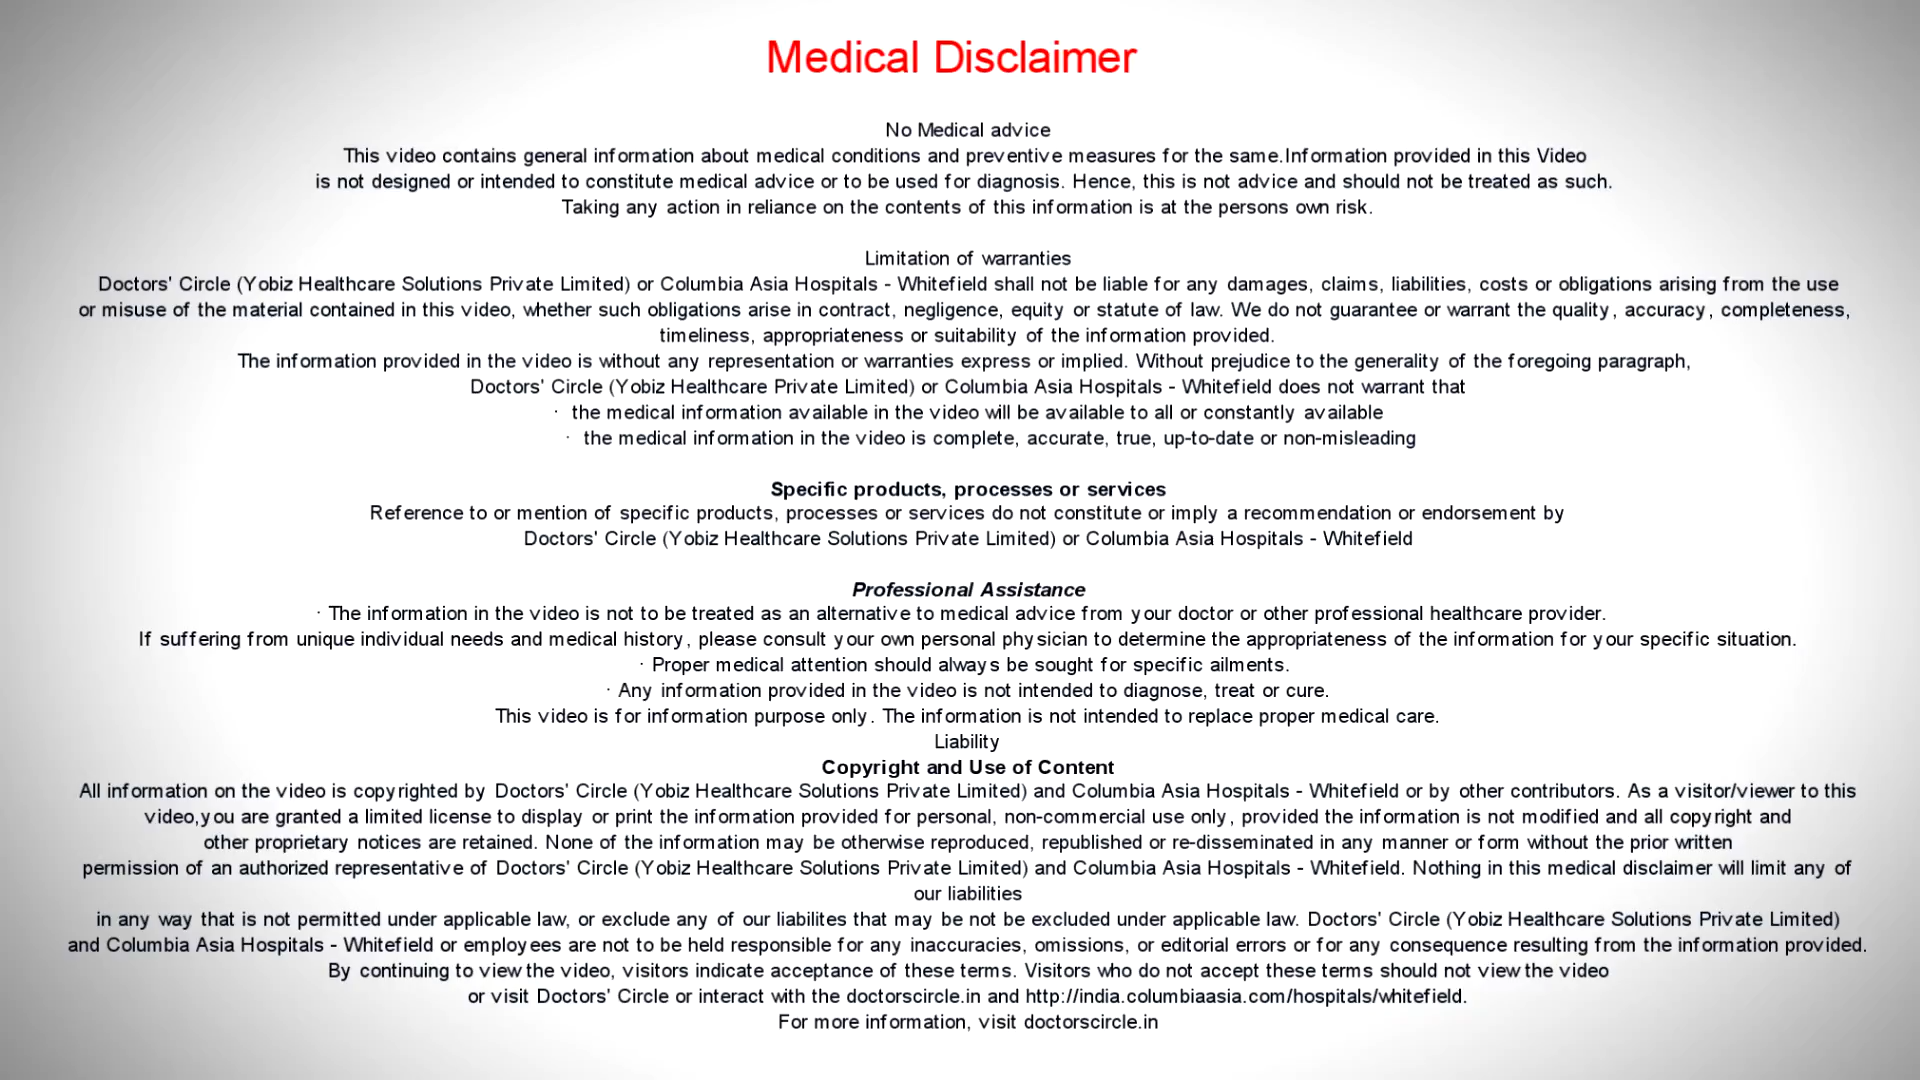 Medical Disclaimer
No Medical advice
This video contains general information about medical conditions and preventive measures for the same.Information provided in this Video
is not designed or intended to constitute medical advice or to be used for diagnosis. Hence, this is not advice and should not be treated as such.
Taking any action in reliance on the contents of this information is at the persons own risk.
Limitation of warranties
Doctors' Circle (Yobiz Healthcare Solutions Private Limited) or Columbia Asia Hospitals - Whitefield shall not be liable for any damages, claims, liabilities, costs or obligations arising from the use
or misuse of the material contained in this video, whether such obligations arise in contract, negligence, equity or statute of law. We do not guarantee or warrant the quality, accuracy, completeness,
timeliness, appropriateness or suitability of the information provided.
The information provided in the video is without any representation or warranties express or implied. Without prejudice to the generality of the foregoing paragraph,
Doctors' Circle (Yobiz Healthcare Private Limited) or Columbia Asia Hospitals - Whitefield does not warrant that
· the medical information available in the video will be available to all or constantly available
· the medical information in the video is complete, accurate, true, up-to-date or non-misleading
Specific products, processes or services
Reference to or mention of specific products, processes or services do not constitute or imply a recommendation or endorsement by
Doctors' Circle (Yobiz Healthcare Solutions Private Limited) or Columbia Asia Hospitals - Whitefield
Professional Assistance
· The information in the video is not to be treated as an alternative to medical advice from your doctor or other professional healthcare provider.
If suffering from unique individual needs and medical history, please consult your own personal physician to determine the appropriateness of the information for your specific situation.
· Proper medical attention should always be sought for specific ailments.
· Any information provided in the video is not intended to diagnose, treat or cure.
This video is for information purpose only. The information is not intended to replace proper medical care.
Liability
Copyright and Use of Content
All information on the video is copyrighted by Doctors' Circle (Yobiz Healthcare Solutions Private Limited) and Columbia Asia Hospitals - Whitefield or by other contributors. As a visitor/viewer to this
video,you are granted a limited license to display or print the information provided for personal, non-commercial use only, provided the information is not modified and all copyright and
other proprietary notices are retained. None of the information may be otherwise reproduced, republished or re-disseminated in any manner or form without the prior written
permission of an authorized representative of Doctors' Circle (Yobiz Healthcare Solutions Private Limited) and Columbia Asia Hospitals - Whitefield. Nothing in this medical disclaimer will limit any of
our liabilities
in any way that is not permitted under applicable law, or exclude any of our liabilites that may be not be excluded under applicable law. Doctors' Circle (Yobiz Healthcare Solutions Private Limited)
and Columbia Asia Hospitals - Whitefield or employees are not to be held responsible for any inaccuracies, omissions, or editorial errors or for any consequence resulting from the information provided.
By continuing to view the video, visitors indicate acceptance of these terms. Visitors who do not accept these terms should not view the video
or visit Doctors' Circle or interact with the doctorscircle.in and http://india.columbiaasia.com/hospitals/whitefield.
For more information, visit doctorscircle.in